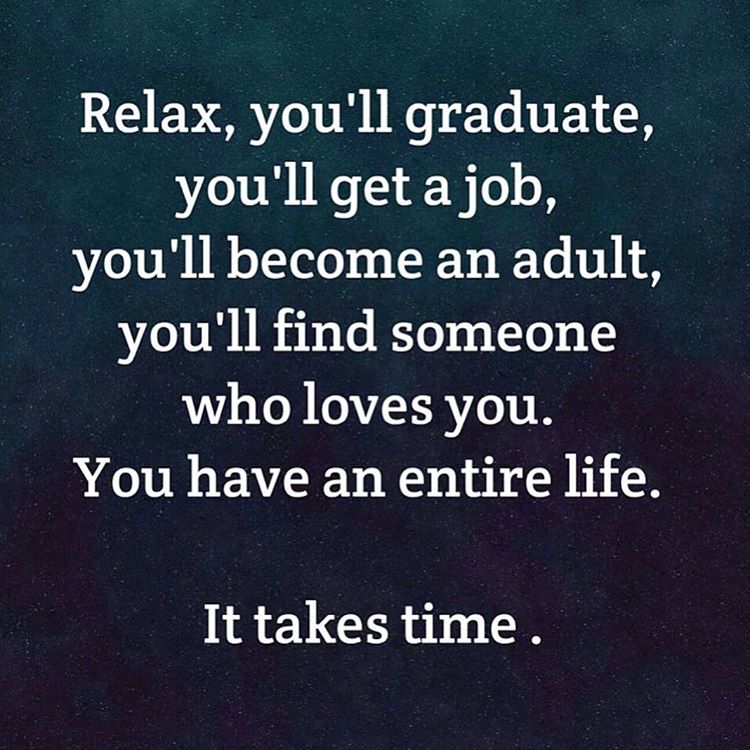 Relax, you'll graduate,
you'll get a job,
you'll become an adult,
you'll find someone
who loves you.
You have an entire life.
It takes time .